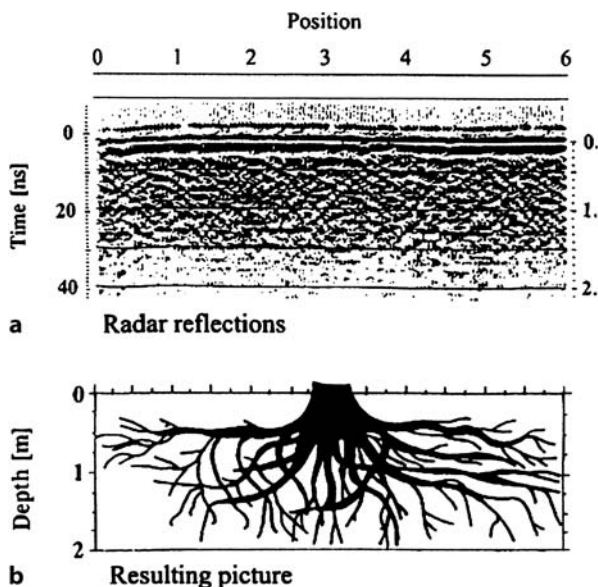 Position
0 1 2 3 4 5 6
0 0.
Time [ns]
20 1.
40 2.
a Radar reflections
0
Depth [m]
1
2
b Resulting picture